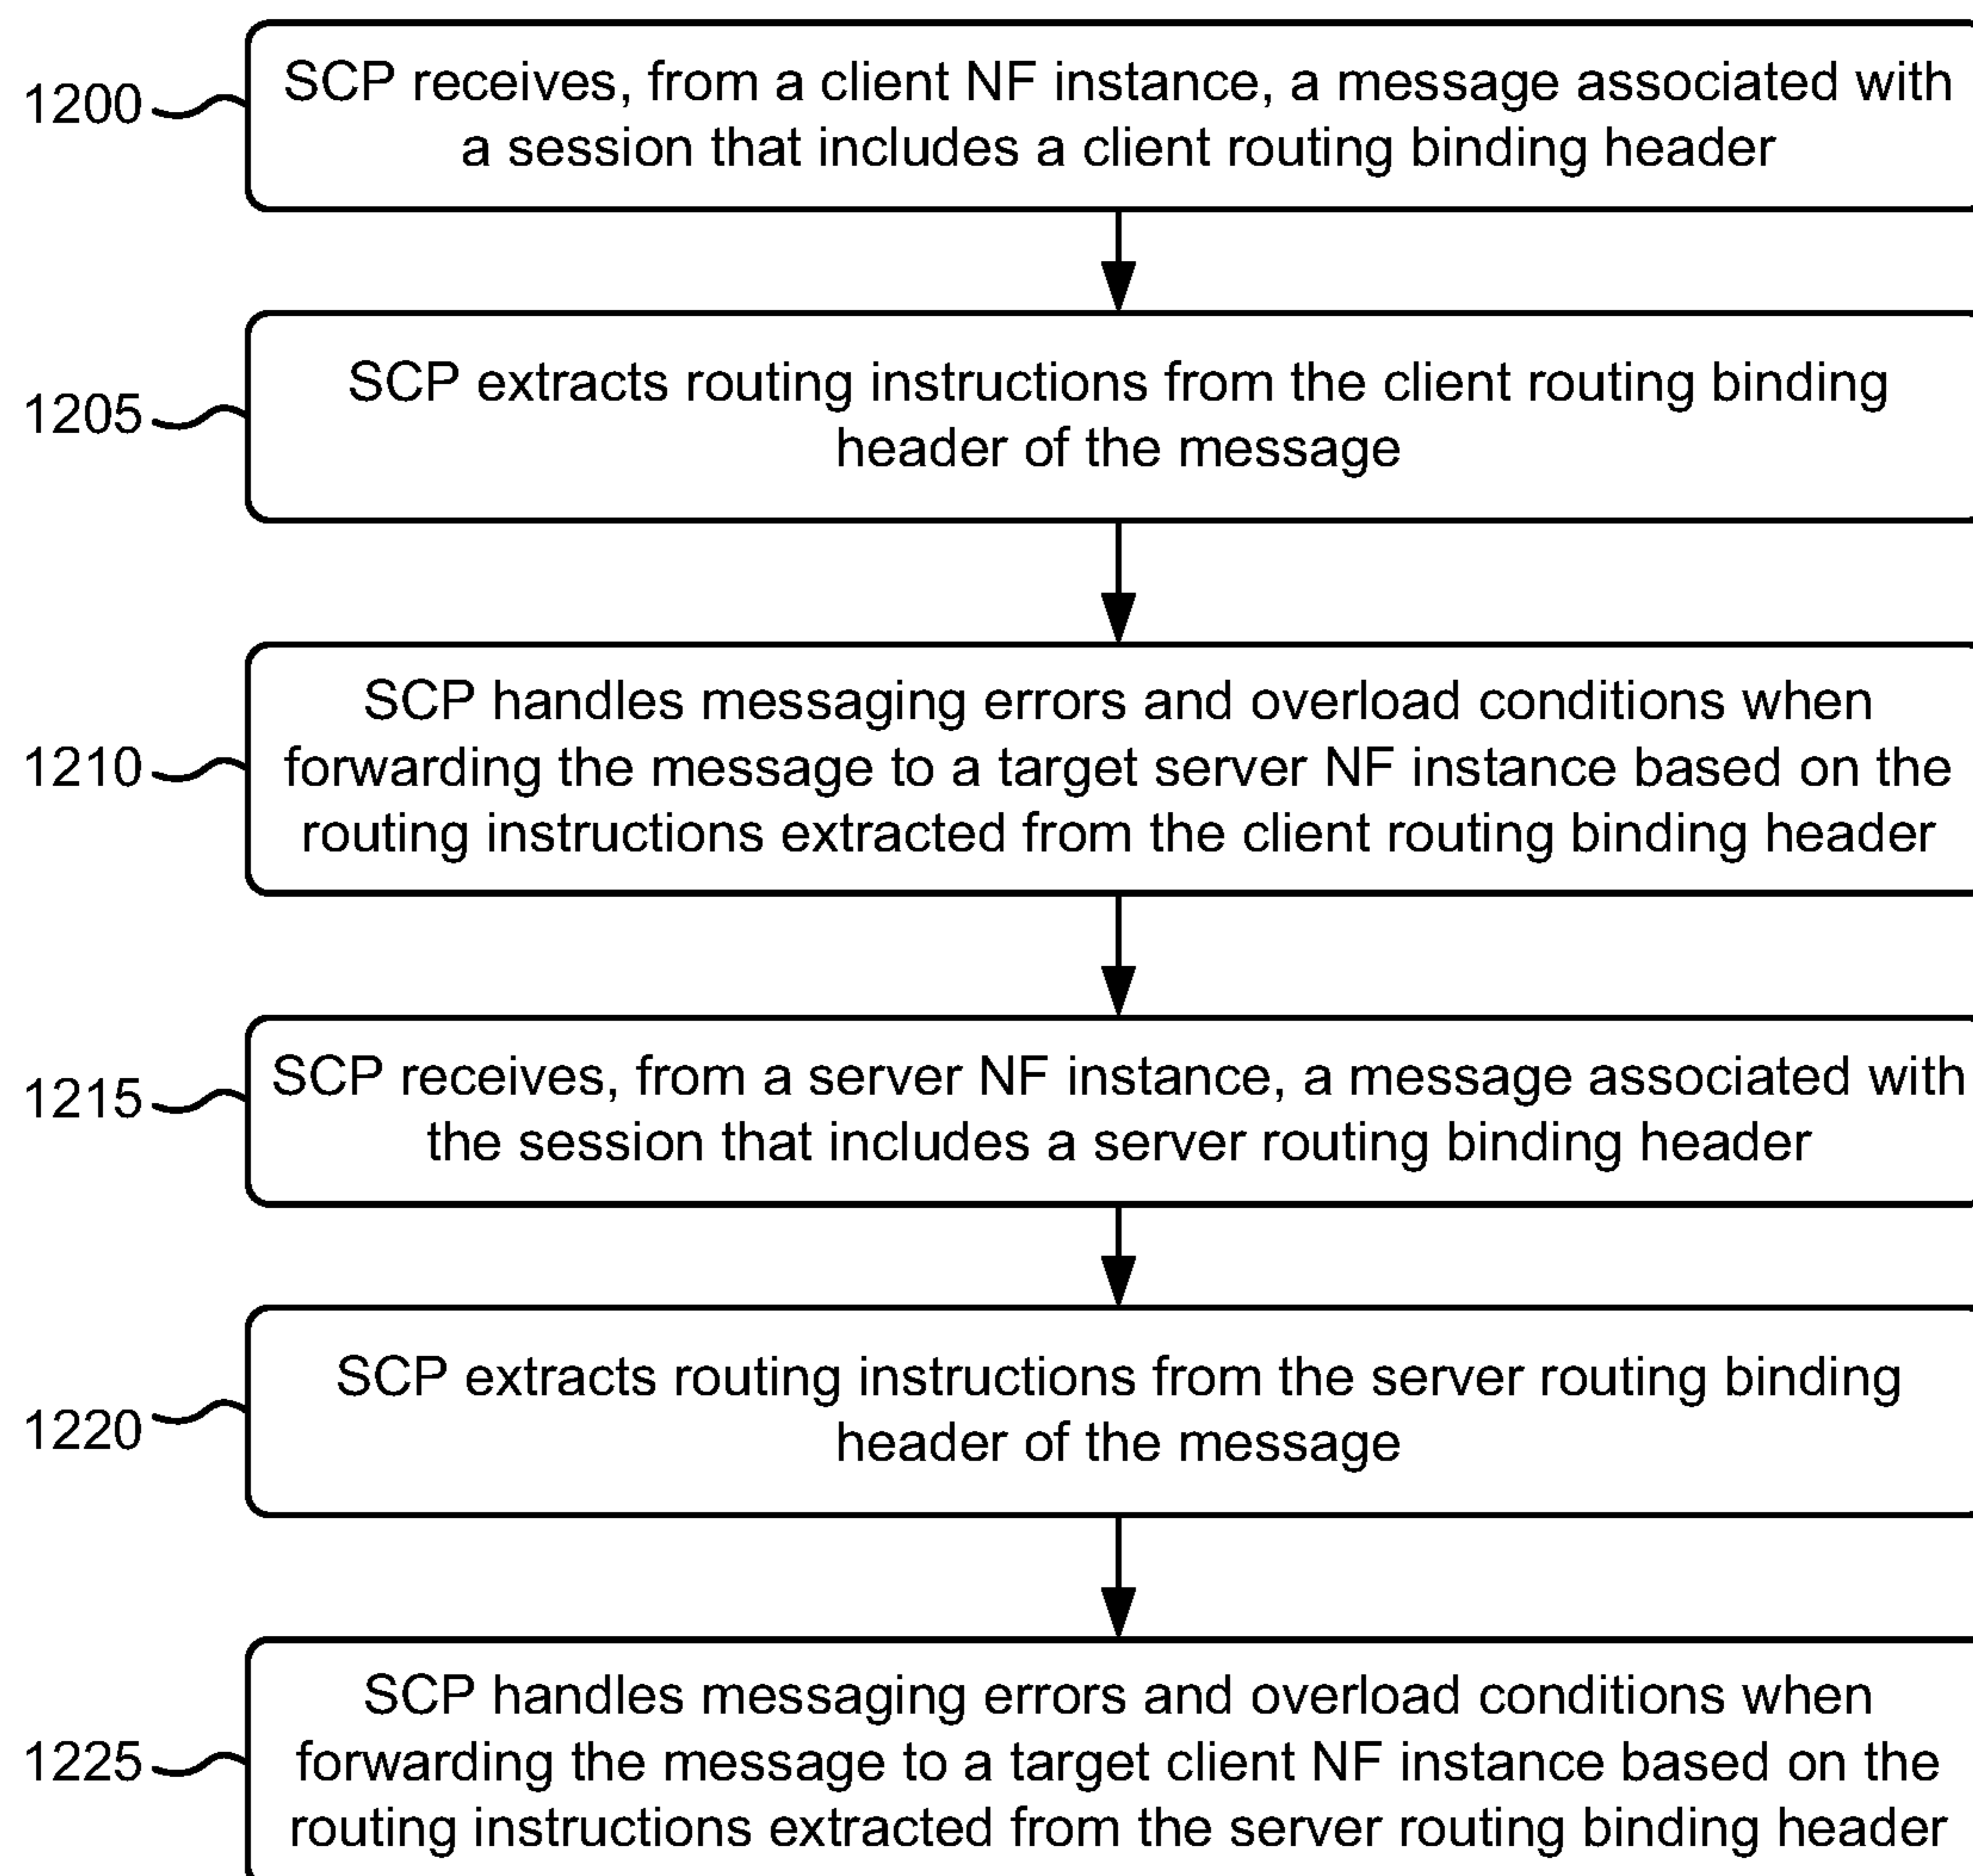 1200
SCP receives, from a client NF instance, a message associated with
a session that includes a client routing binding header
1205
SCP extracts routing instructions from the client routing binding
header of the message
1210
SCP handles messaging errors and overload conditions when
forwarding the message to a target server NF instance based on the
routing instructions extracted from the client routing binding header
1215
SCP receives, from a server NF instance, a message associated with
the session that includes a server routing binding header
1220
SCP extracts routing instructions from the server routing binding
header of the message
1225
SCP handles messaging errors and overload conditions when
forwarding the message to a target client NF instance based on the
routing instructions extracted from the server routing binding header